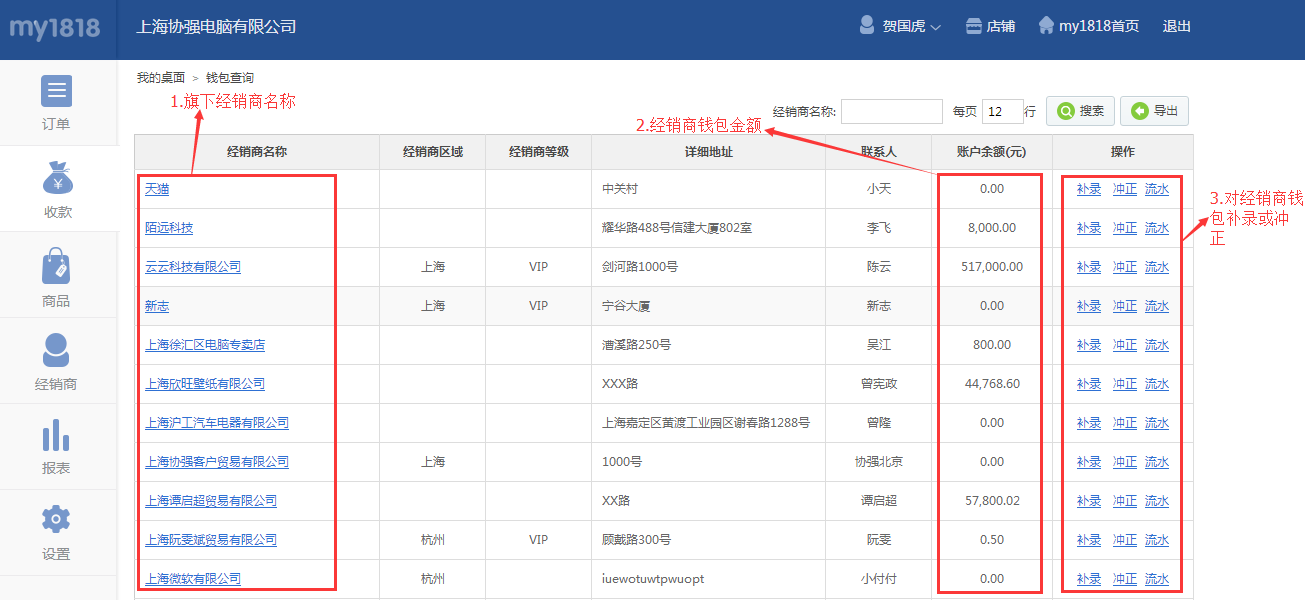 my1818
上海协强电脑有限公司
贺国虎
店铺
my1818首页
退出
订单
收款
商品
经销商
报表
设置
我的桌面 > 钱包查询
1.旗下经销商名称
2.经销商钱包金额
经销商名称:
每页 12 行
搜索
导出
经销商名称 经销商区域 经销商等级 详细地址 联系人 账户余额(元) 操作
天猫 中关村 小天 0.00 补录 冲正 流水
陌远科技 耀华路488号信建大厦802室 李飞 8,000.00 补录 冲正 流水
云云科技有限公司 上海 VIP 剑河路1000号 陈云 517,000.00 补录 冲正 流水
新志 上海 VIP 宁谷大厦 新志 0.00 补录 冲正 流水
上海徐汇区电脑专卖店 漕溪路250号 吴江 800.00 补录 冲正 流水
上海欣旺壁纸有限公司 XXX路 曾宪政 44,768.60 补录 冲正 流水
上海沪工汽车电器有限公司 上海嘉定区黄渡工业园区谢春路1288号 曾隆 0.00 补录 冲正 流水
上海协强客户贸易有限公司 上海 1000号 协强北京 0.00 补录 冲正 流水
上海谭启超贸易有限公司 XX路 谭启超 57,800.02 补录 冲正 流水
上海阮雯斌贸易有限公司 杭州 VIP 顾戴路300号 阮雯 0.50 补录 冲正 流水
上海微软有限公司 杭州 iuewotuwtpwuopt 小付付 0.00 补录 冲正 流水
3.对经销商钱
包补录或冲
正